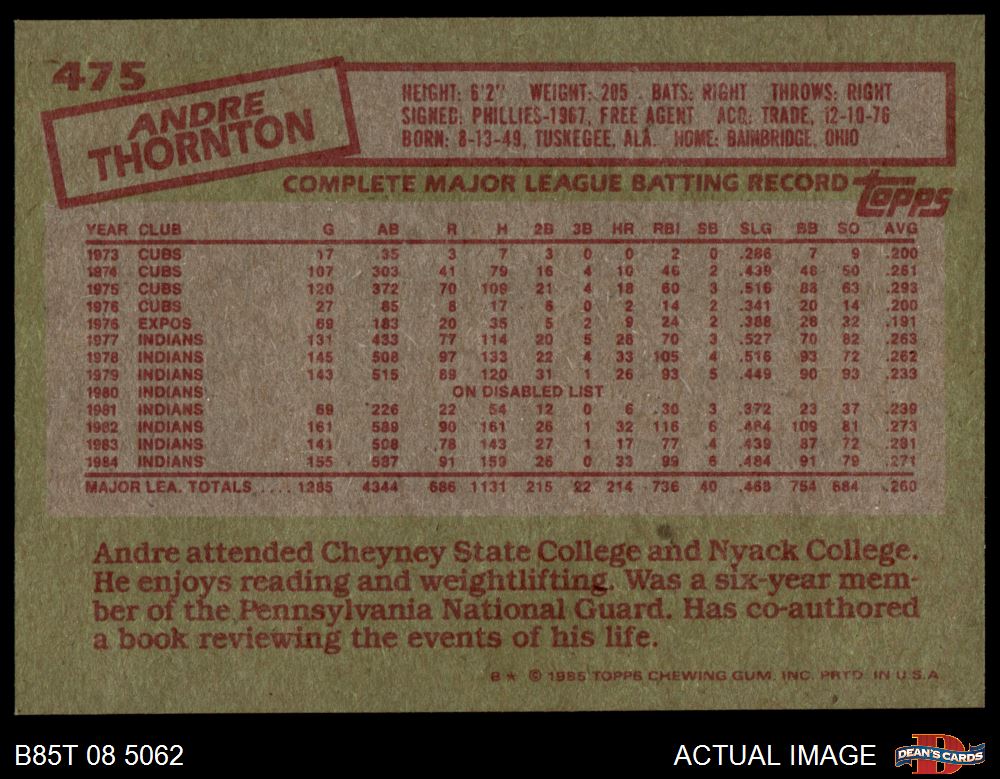 475
ANDRE
THORNTON
HEIGHT: 6'2" WEIGHT: 205 BATS: RIGHT THROWS: RIGHT
SIGNED: PHILLIES-1967, FREE AGENT ACQ: TRADE, 12-10-76
BORN: 8-13-49, TUSKEGEE, ALA. HOME: BAINBRIDGE, OHIO
COMPLETE MAJOR LEAGUE BATTING RECORD
topps
YEAR CLUB G AB R H 2B 3B HR RBI SB SLG BB SO AVG
1973 CUBS 17 35 3 7 3 0 0 2 0 .286 7 9 .200
1974 CUBS 107 303 41 79 16 4 10 46 2 .439 48 50 .261
1975 CUBS 120 372 70 109 21 4 18 60 3 .516 88 63 .293
1976 CUBS 27 85 8 17 6 0 2 14 2 .341 20 14 .200
1976 EXPOS 69 183 20 35 5 2 9 24 2 .388 28 32 .191
1977 INDIANS 131 433 77 114 20 5 28 70 3 .527 70 82 .263
1978 INDIANS 145 508 97 133 22 4 33 105 4 .516 93 72 .262
1979 INDIANS 143 515 89 120 31 1 26 93 5 .449 90 93 .233
1980 INDIANS ON DISABLED LIST
1981 INDIANS 69 226 22 54 12 0 6 30 3 .372 23 37 .239
1982 INDIANS 161 589 90 161 26 1 32 116 6 .484 109 81 .273
1983 INDIANS 141 508 78 143 27 1 17 77 4 .439 87 72 .281
1984 INDIANS 155 587 91 159 26 0 33 99 6 .484 91 79 .271
MAJOR LEA. TOTALS .... 1285 4344 686 1131 215 22 214 736 40 .468 754 684 .260
Andre attended Cheyney State College and Nyack College.
He enjoys reading and weightlifting. Was a six-year mem-
ber of the Pennsylvania National Guard. Has co-authored
a book reviewing the events of his life.
B* © 1985 TOPPS CHEWING GUM, INC. PRTD. IN U.S.A.
B85T 08 5062
ACTUAL IMAGE
DEAN'S CARDS